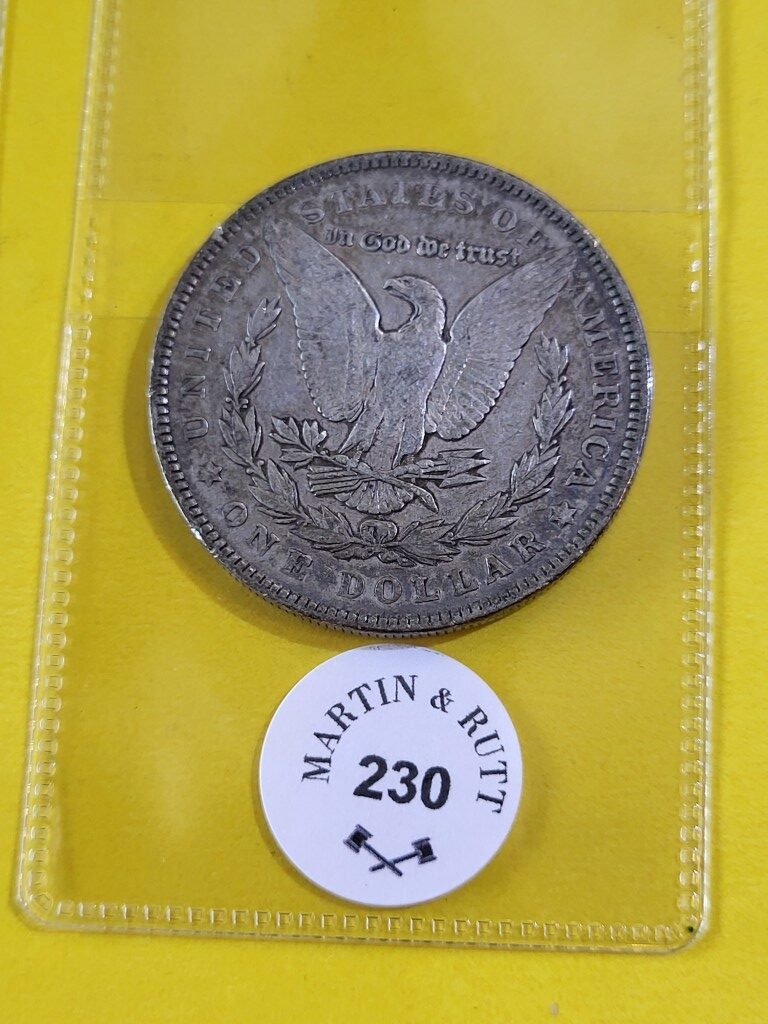 UNITED STATES OF AMERICA
In God we trust
ONE DOLLAR
MARTIN & RUTT
230